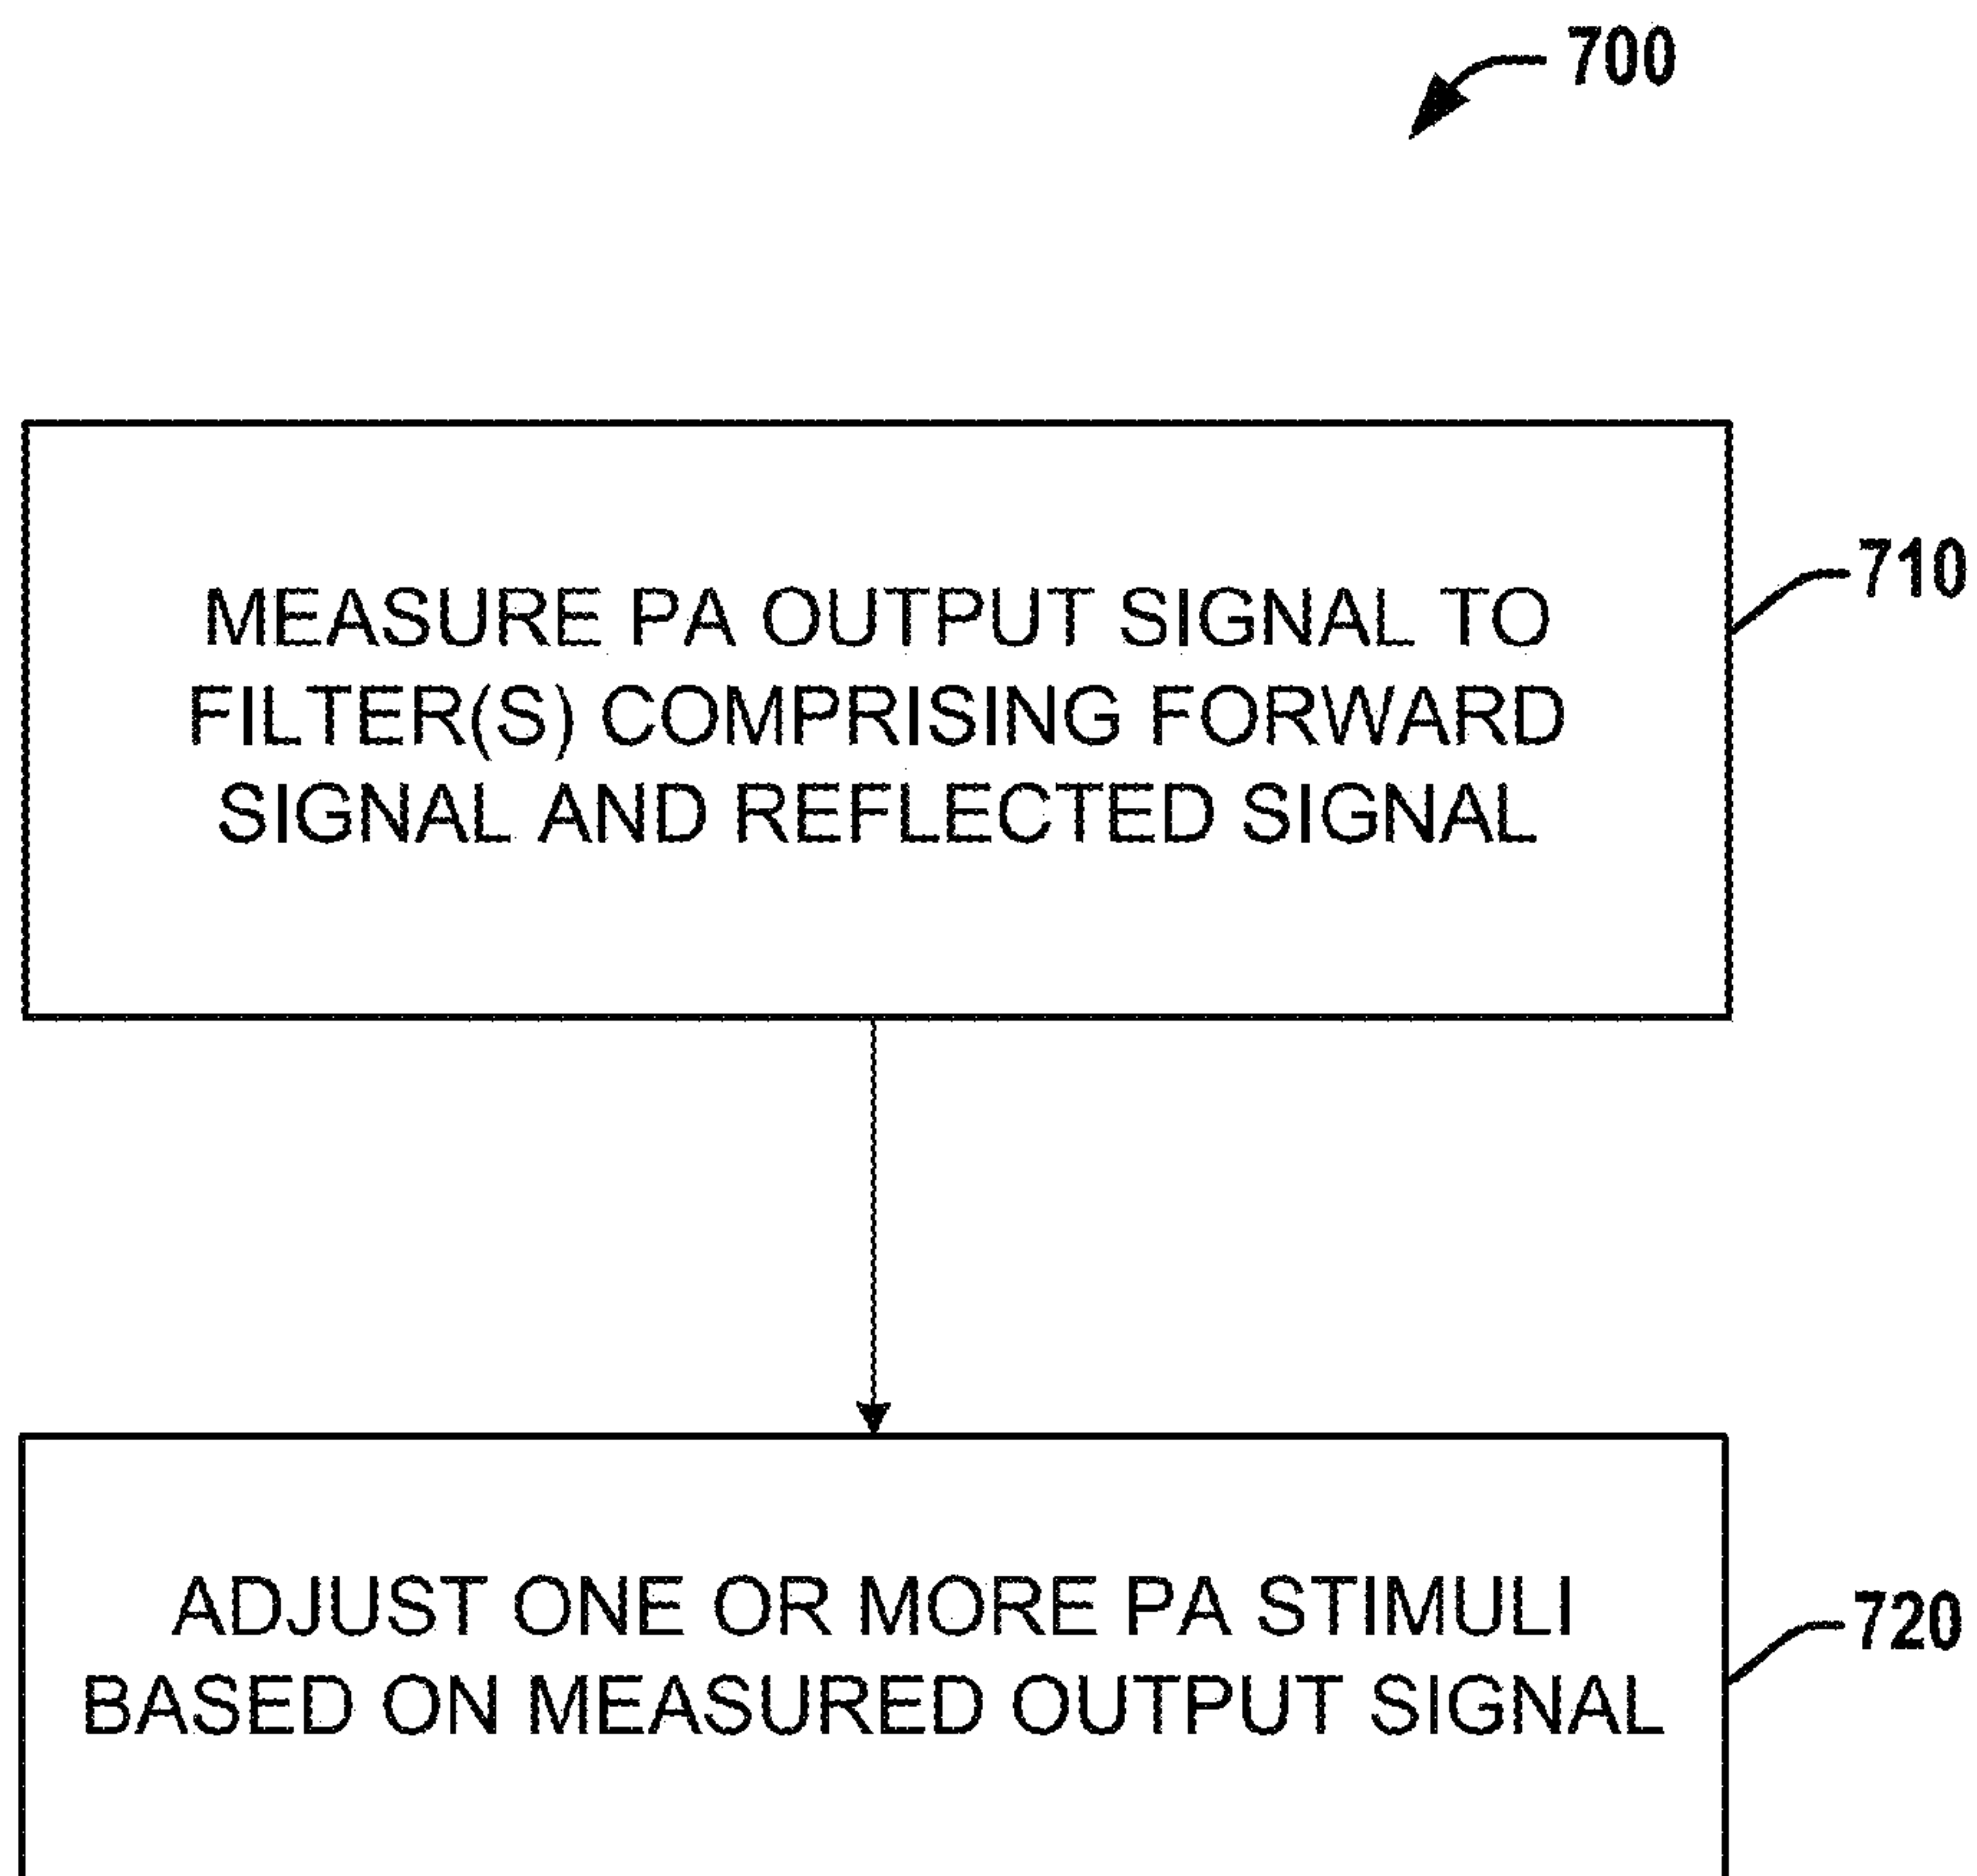 700
MEASURE PA OUTPUT SIGNAL TO
FILTER(S) COMPRISING FORWARD
SIGNAL AND REFLECTED SIGNAL
710
ADJUST ONE OR MORE PA STIMULI
BASED ON MEASURED OUTPUT SIGNAL
720